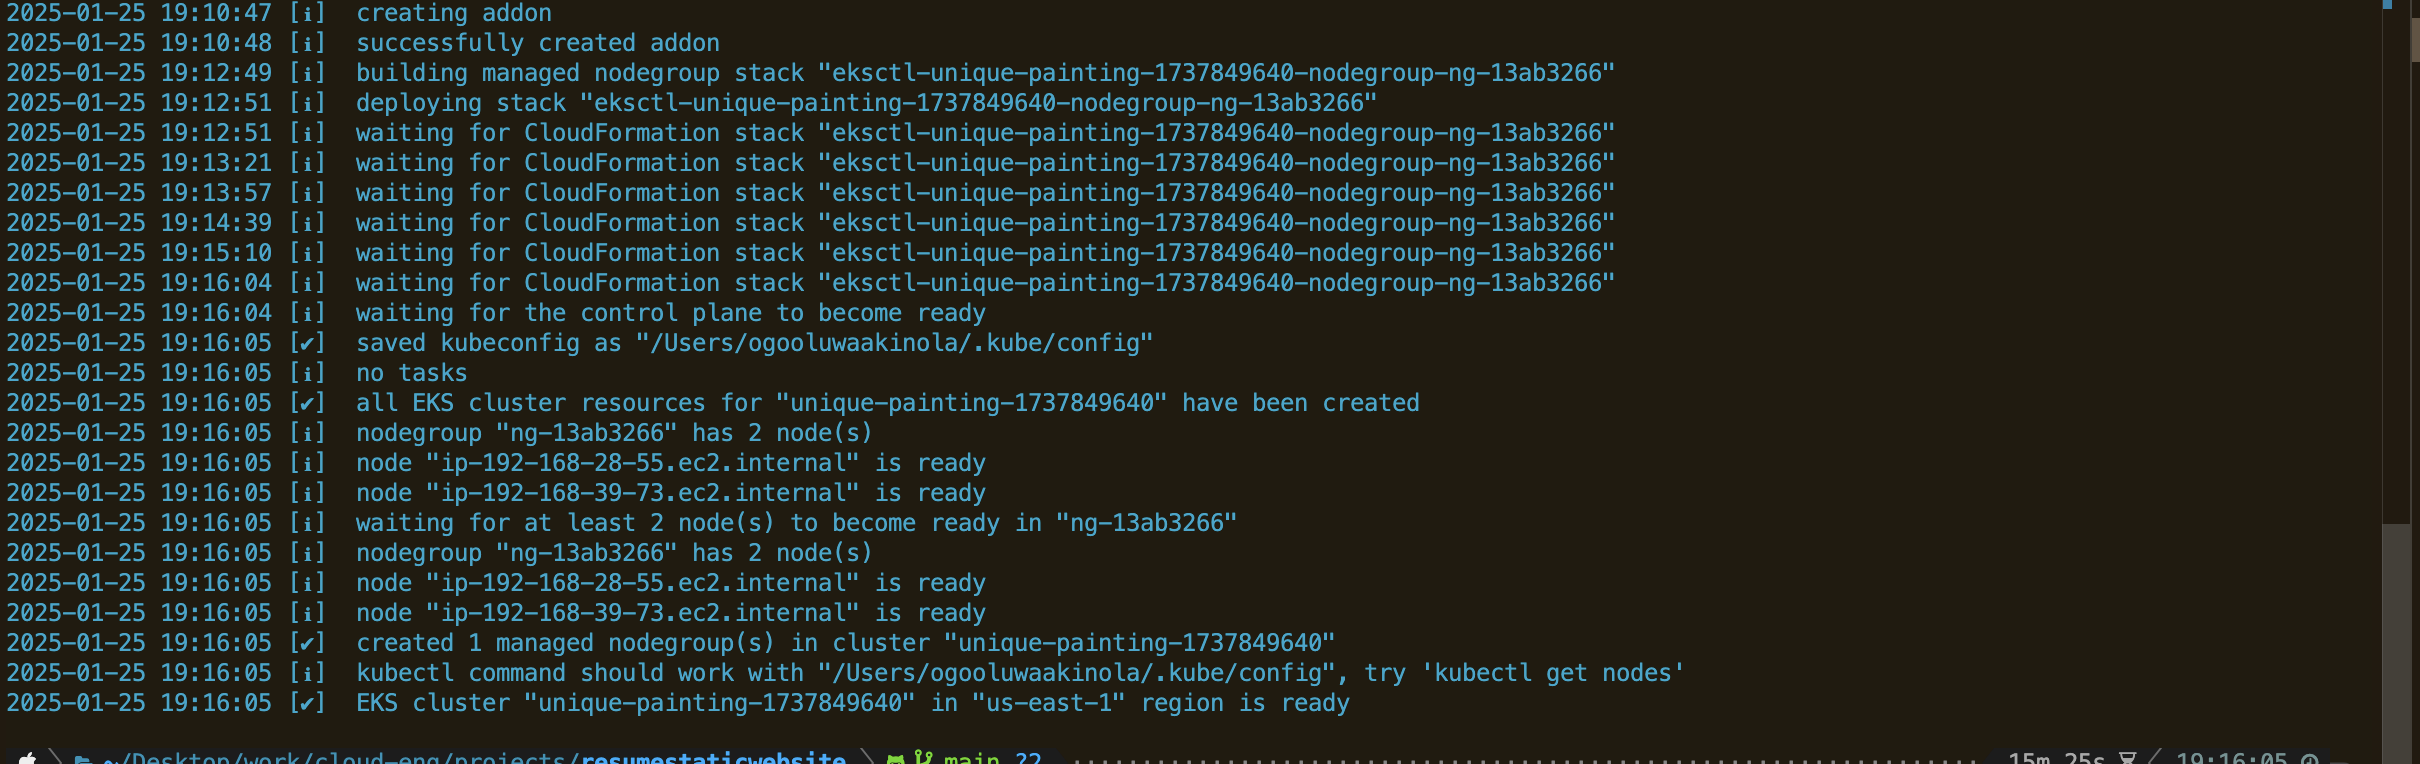 2025-01-25 19:10:47 [ℹ]  creating addon
2025-01-25 19:10:48 [ℹ]  successfully created addon
2025-01-25 19:12:49 [ℹ]  building managed nodegroup stack "eksctl-unique-painting-1737849640-nodegroup-ng-13ab3266"
2025-01-25 19:12:51 [ℹ]  deploying stack "eksctl-unique-painting-1737849640-nodegroup-ng-13ab3266"
2025-01-25 19:12:51 [ℹ]  waiting for CloudFormation stack "eksctl-unique-painting-1737849640-nodegroup-ng-13ab3266"
2025-01-25 19:13:21 [ℹ]  waiting for CloudFormation stack "eksctl-unique-painting-1737849640-nodegroup-ng-13ab3266"
2025-01-25 19:13:57 [ℹ]  waiting for CloudFormation stack "eksctl-unique-painting-1737849640-nodegroup-ng-13ab3266"
2025-01-25 19:14:39 [ℹ]  waiting for CloudFormation stack "eksctl-unique-painting-1737849640-nodegroup-ng-13ab3266"
2025-01-25 19:15:10 [ℹ]  waiting for CloudFormation stack "eksctl-unique-painting-1737849640-nodegroup-ng-13ab3266"
2025-01-25 19:16:04 [ℹ]  waiting for CloudFormation stack "eksctl-unique-painting-1737849640-nodegroup-ng-13ab3266"
2025-01-25 19:16:04 [ℹ]  waiting for the control plane to become ready
2025-01-25 19:16:05 [✔]  saved kubeconfig as "/Users/ogooluwaakinola/.kube/config"
2025-01-25 19:16:05 [ℹ]  no tasks
2025-01-25 19:16:05 [✔]  all EKS cluster resources for "unique-painting-1737849640" have been created
2025-01-25 19:16:05 [ℹ]  nodegroup "ng-13ab3266" has 2 node(s)
2025-01-25 19:16:05 [ℹ]  node "ip-192-168-28-55.ec2.internal" is ready
2025-01-25 19:16:05 [ℹ]  node "ip-192-168-39-73.ec2.internal" is ready
2025-01-25 19:16:05 [ℹ]  waiting for at least 2 node(s) to become ready in "ng-13ab3266"
2025-01-25 19:16:05 [ℹ]  nodegroup "ng-13ab3266" has 2 node(s)
2025-01-25 19:16:05 [ℹ]  node "ip-192-168-28-55.ec2.internal" is ready
2025-01-25 19:16:05 [ℹ]  node "ip-192-168-39-73.ec2.internal" is ready
2025-01-25 19:16:05 [✔]  created 1 managed nodegroup(s) in cluster "unique-painting-1737849640"
2025-01-25 19:16:05 [ℹ]  kubectl command should work with "/Users/ogooluwaakinola/.kube/config", try 'kubectl get nodes'
2025-01-25 19:16:05 [✔]  EKS cluster "unique-painting-1737849640" in "us-east-1" region is ready
~/Desktop/work/cloud-eng/projects/resumestaticwebsite main ?2 15m 25s 19:16:05